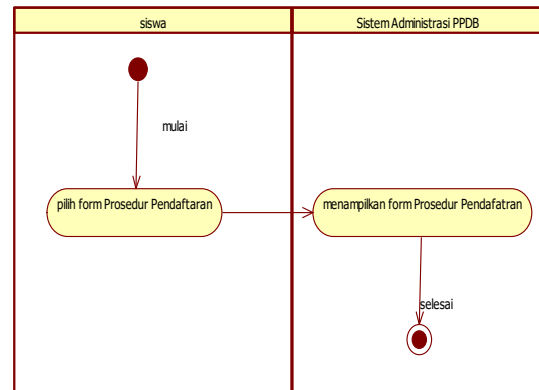 siswa
Sistem Administrasi PPDB
mulai
pilih form Prosedur Pendaftaran
menampilkan form Prosedur Pendafatran
selesai